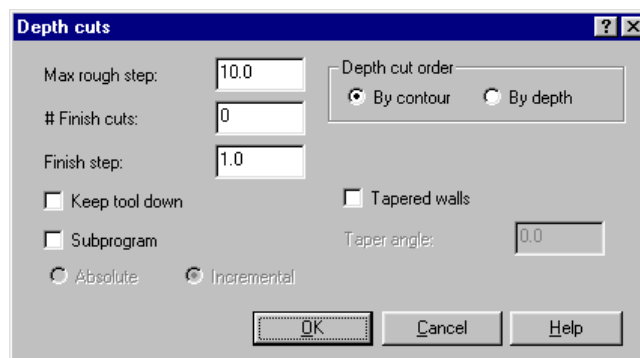 Depth cuts
Max rough step: 10.0
Depth cut order
By contour By depth
# Finish cuts: 0
Finish step: 1.0
Keep tool down
Tapered walls
Subprogram
Taper angle: 0.0
Absolute Incremental
OK Cancel Help